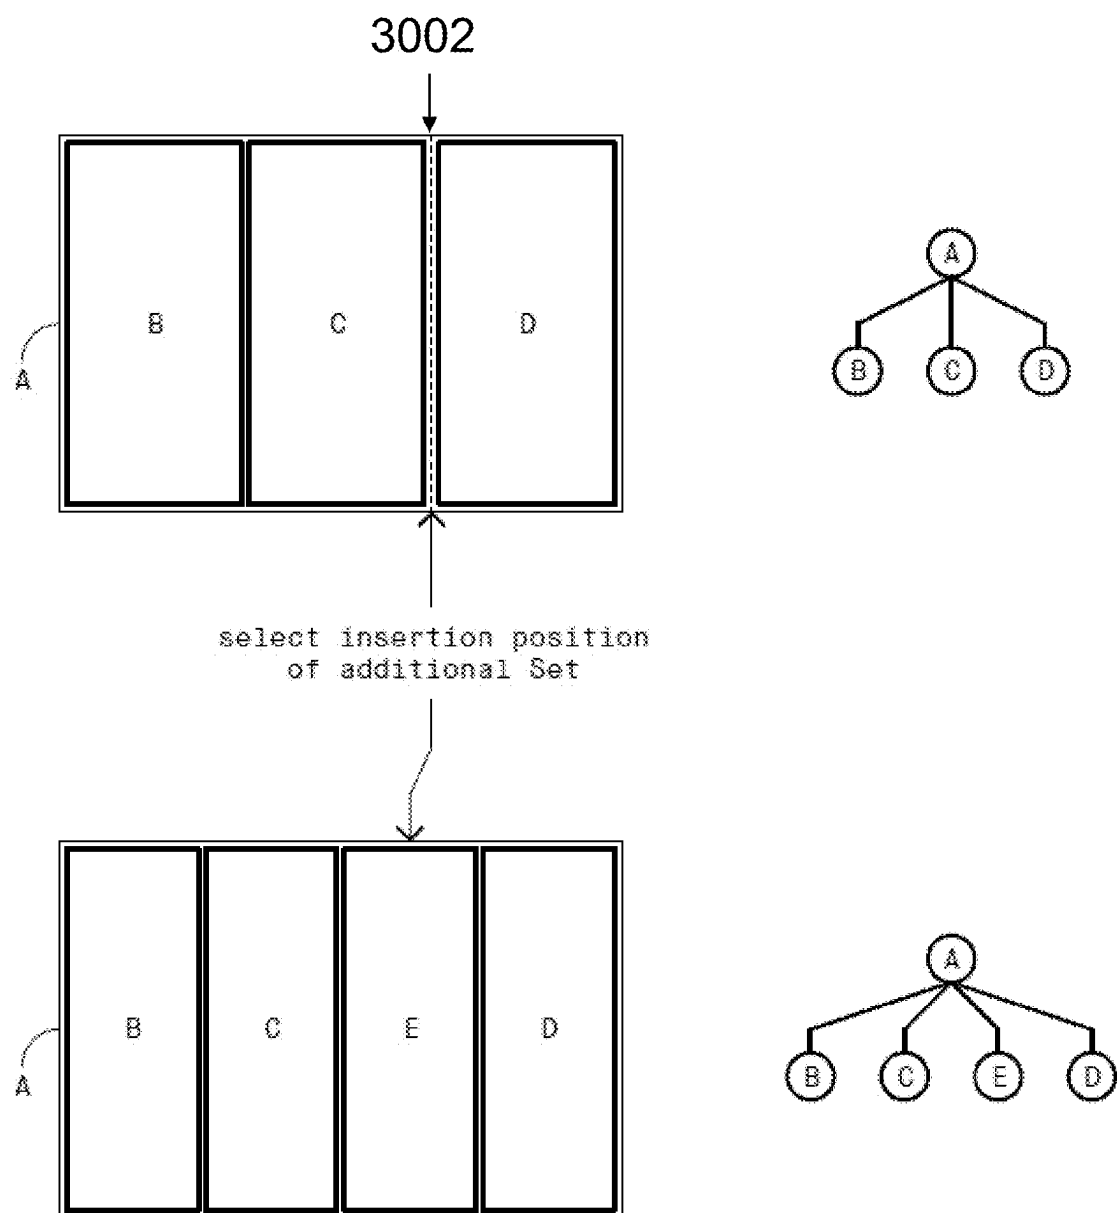 3002
A
B C D
A
B C D
select insertion position
of additional Set
A
B C E D
A
B C E D